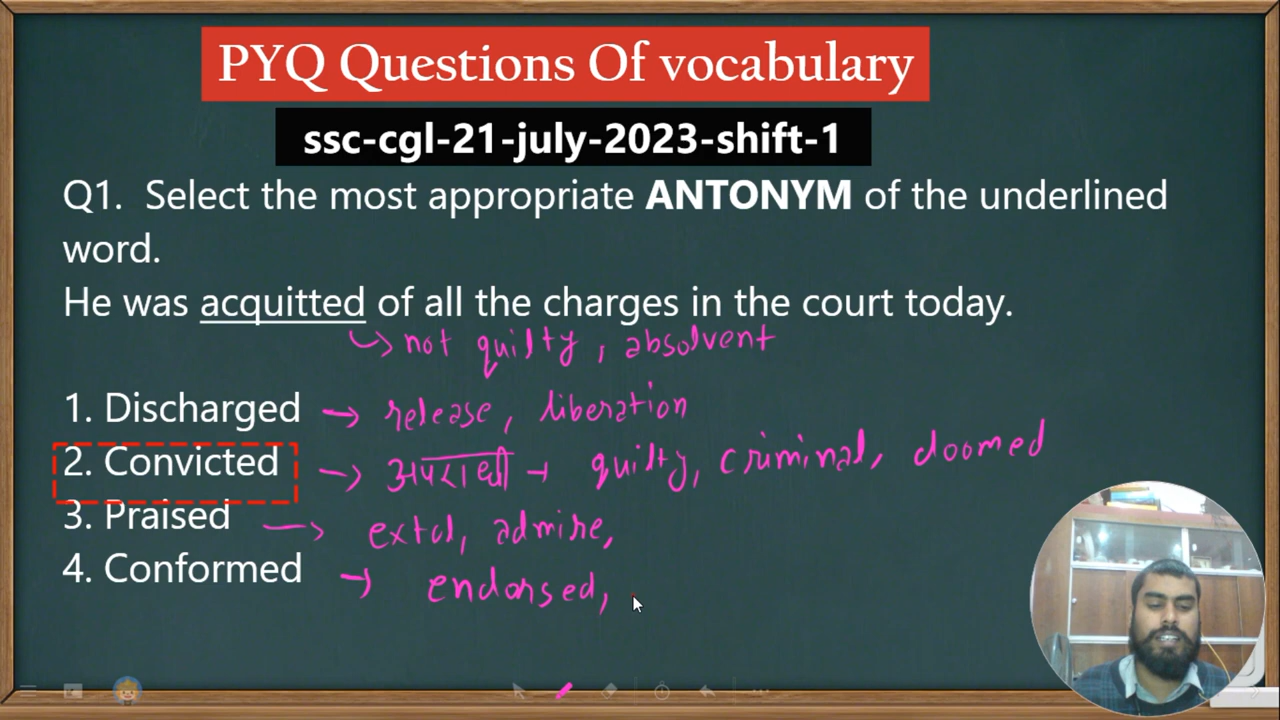 PYQ Questions Of vocabulary
ssc-cgl-21-july-2023-shift-1
Q1. Select the most appropriate ANTONYM of the underlined
word.
He was acquitted of all the charges in the court today.
not guilty, absolvent
1. Discharged → release, liberation
2. Convicted → अपराधी → guilty, criminal, doomed
3. Praised → extol, admire,
4. Conformed → endorsed,